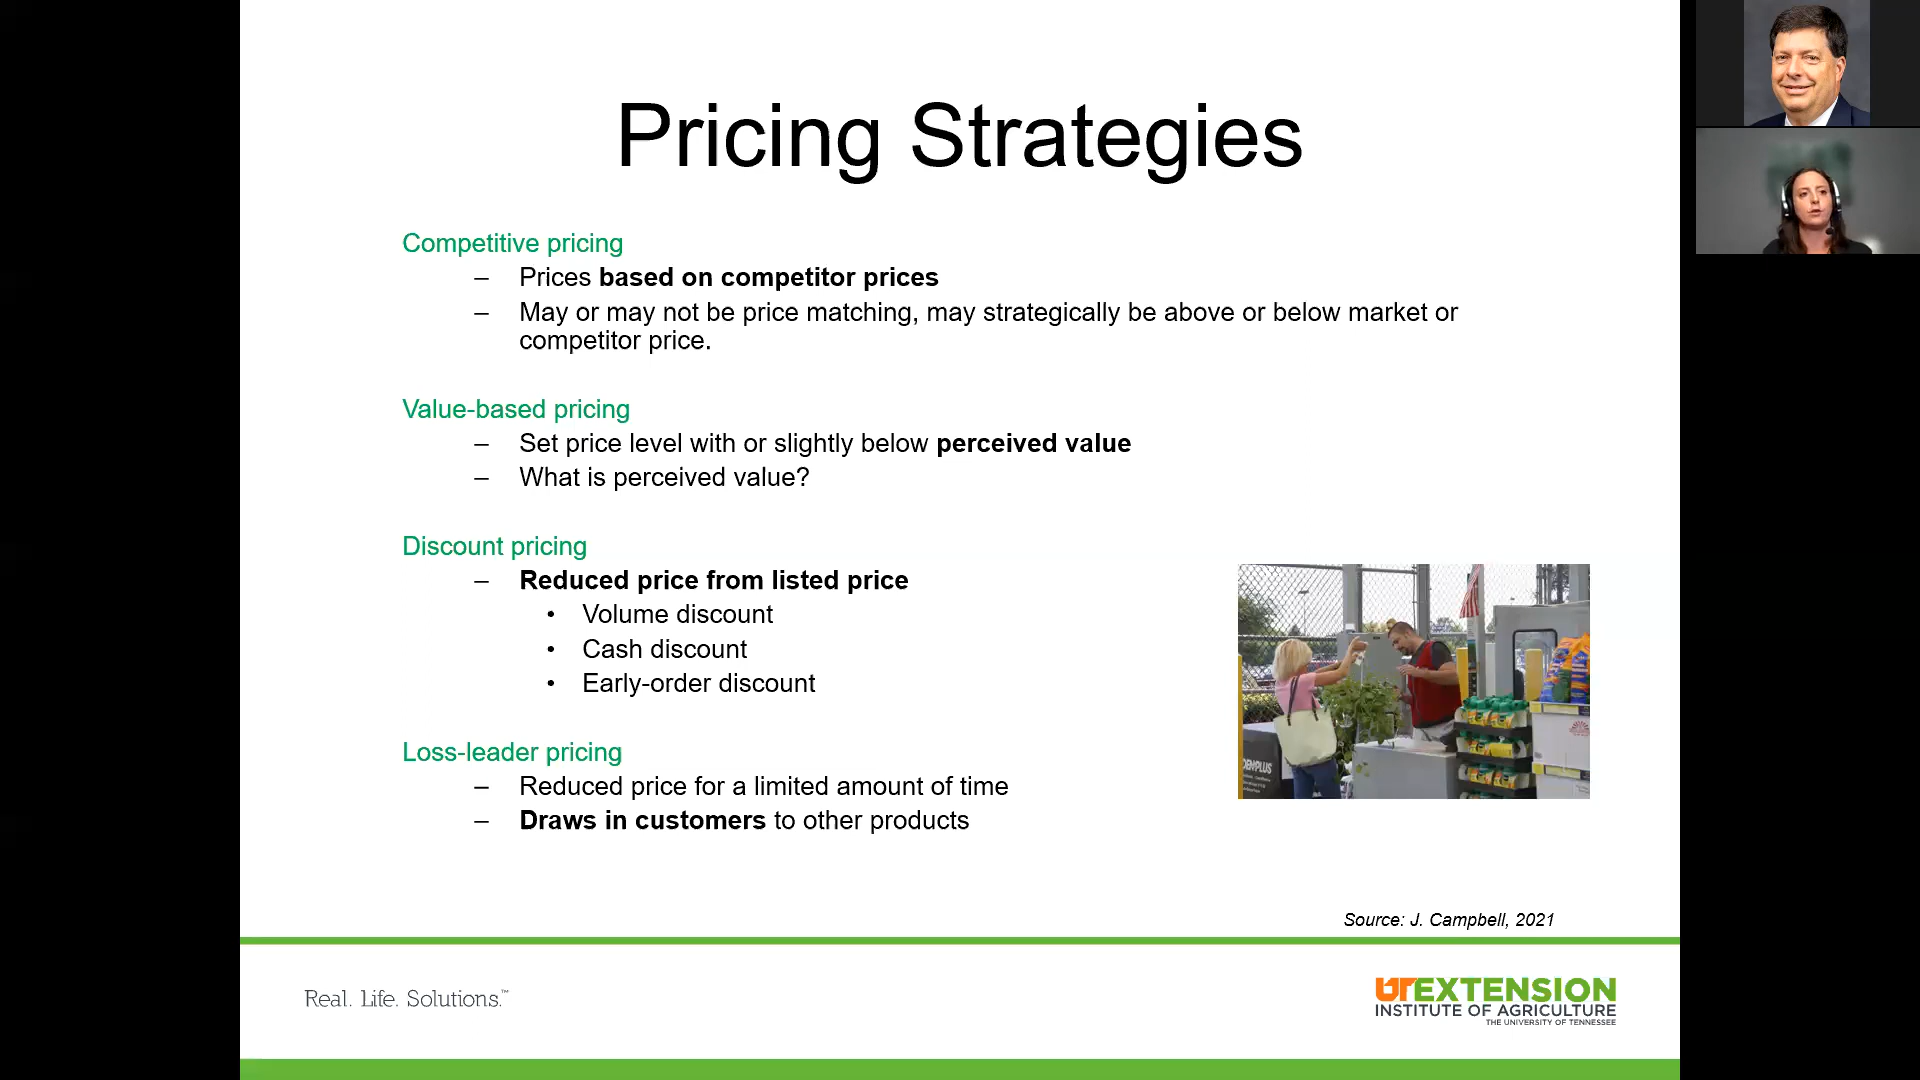 Pricing Strategies
Competitive pricing
– Prices based on competitor prices
– May or may not be price matching, may strategically be above or below market or
competitor price.
Value-based pricing
– Set price level with or slightly below perceived value
– What is perceived value?
Discount pricing
– Reduced price from listed price
• Volume discount
• Cash discount
• Early-order discount
Loss-leader pricing
– Reduced price for a limited amount of time
– Draws in customers to other products
Source: J. Campbell, 2021
Real. Life. Solutions.™
UT EXTENSION
INSTITUTE OF AGRICULTURE
THE UNIVERSITY OF TENNESSEE